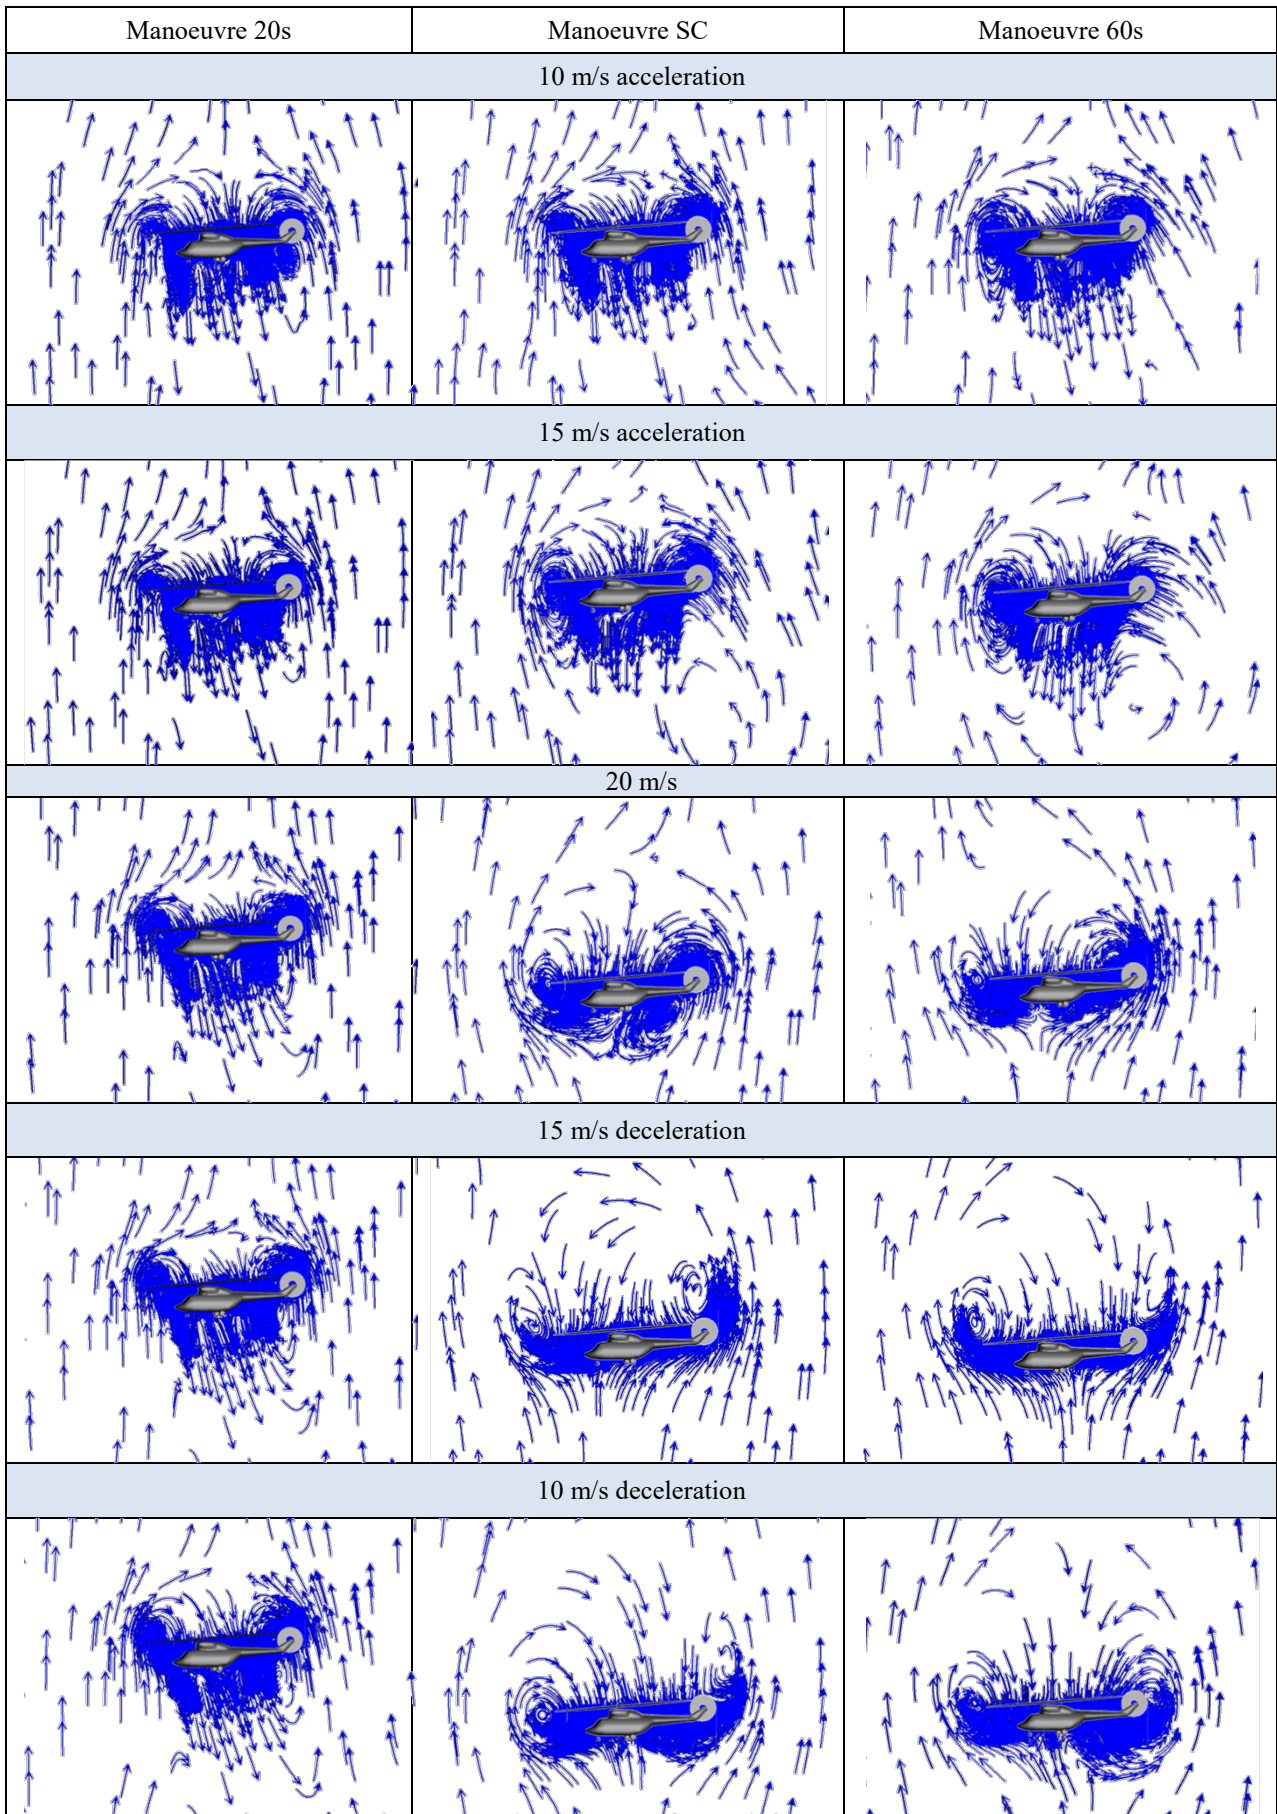 Manoeuvre 20s
Manoeuvre SC
Manoeuvre 60s
10 m/s acceleration
15 m/s acceleration
20 m/s
15 m/s deceleration
10 m/s deceleration